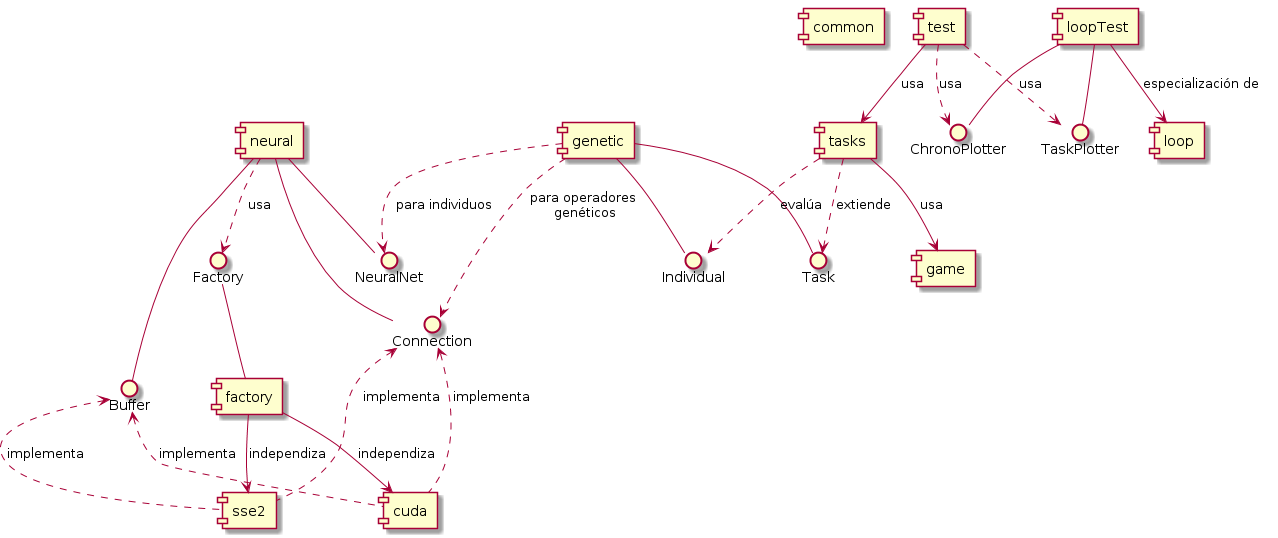 common
test
loopTest
usa
usa
usa
especialización de
neural
genetic
tasks
ChronoPlotter
TaskPlotter
loop
usa
para individuos
para operadores
genéticos
evalúa
extiende
usa
Factory
NeuralNet
Individual
Task
game
Connection
Buffer
factory
implementa
implementa
implementa
implementa
independiza
independiza
sse2
cuda